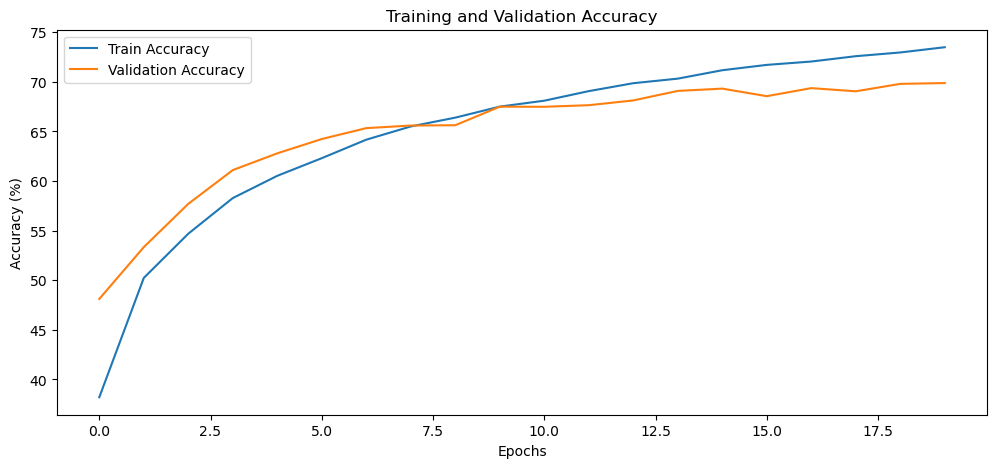 Training and Validation Accuracy
Train Accuracy
Validation Accuracy
Accuracy (%)
75
70
65
60
55
50
45
40
0.0 2.5 5.0 7.5 10.0 12.5 15.0 17.5
Epochs